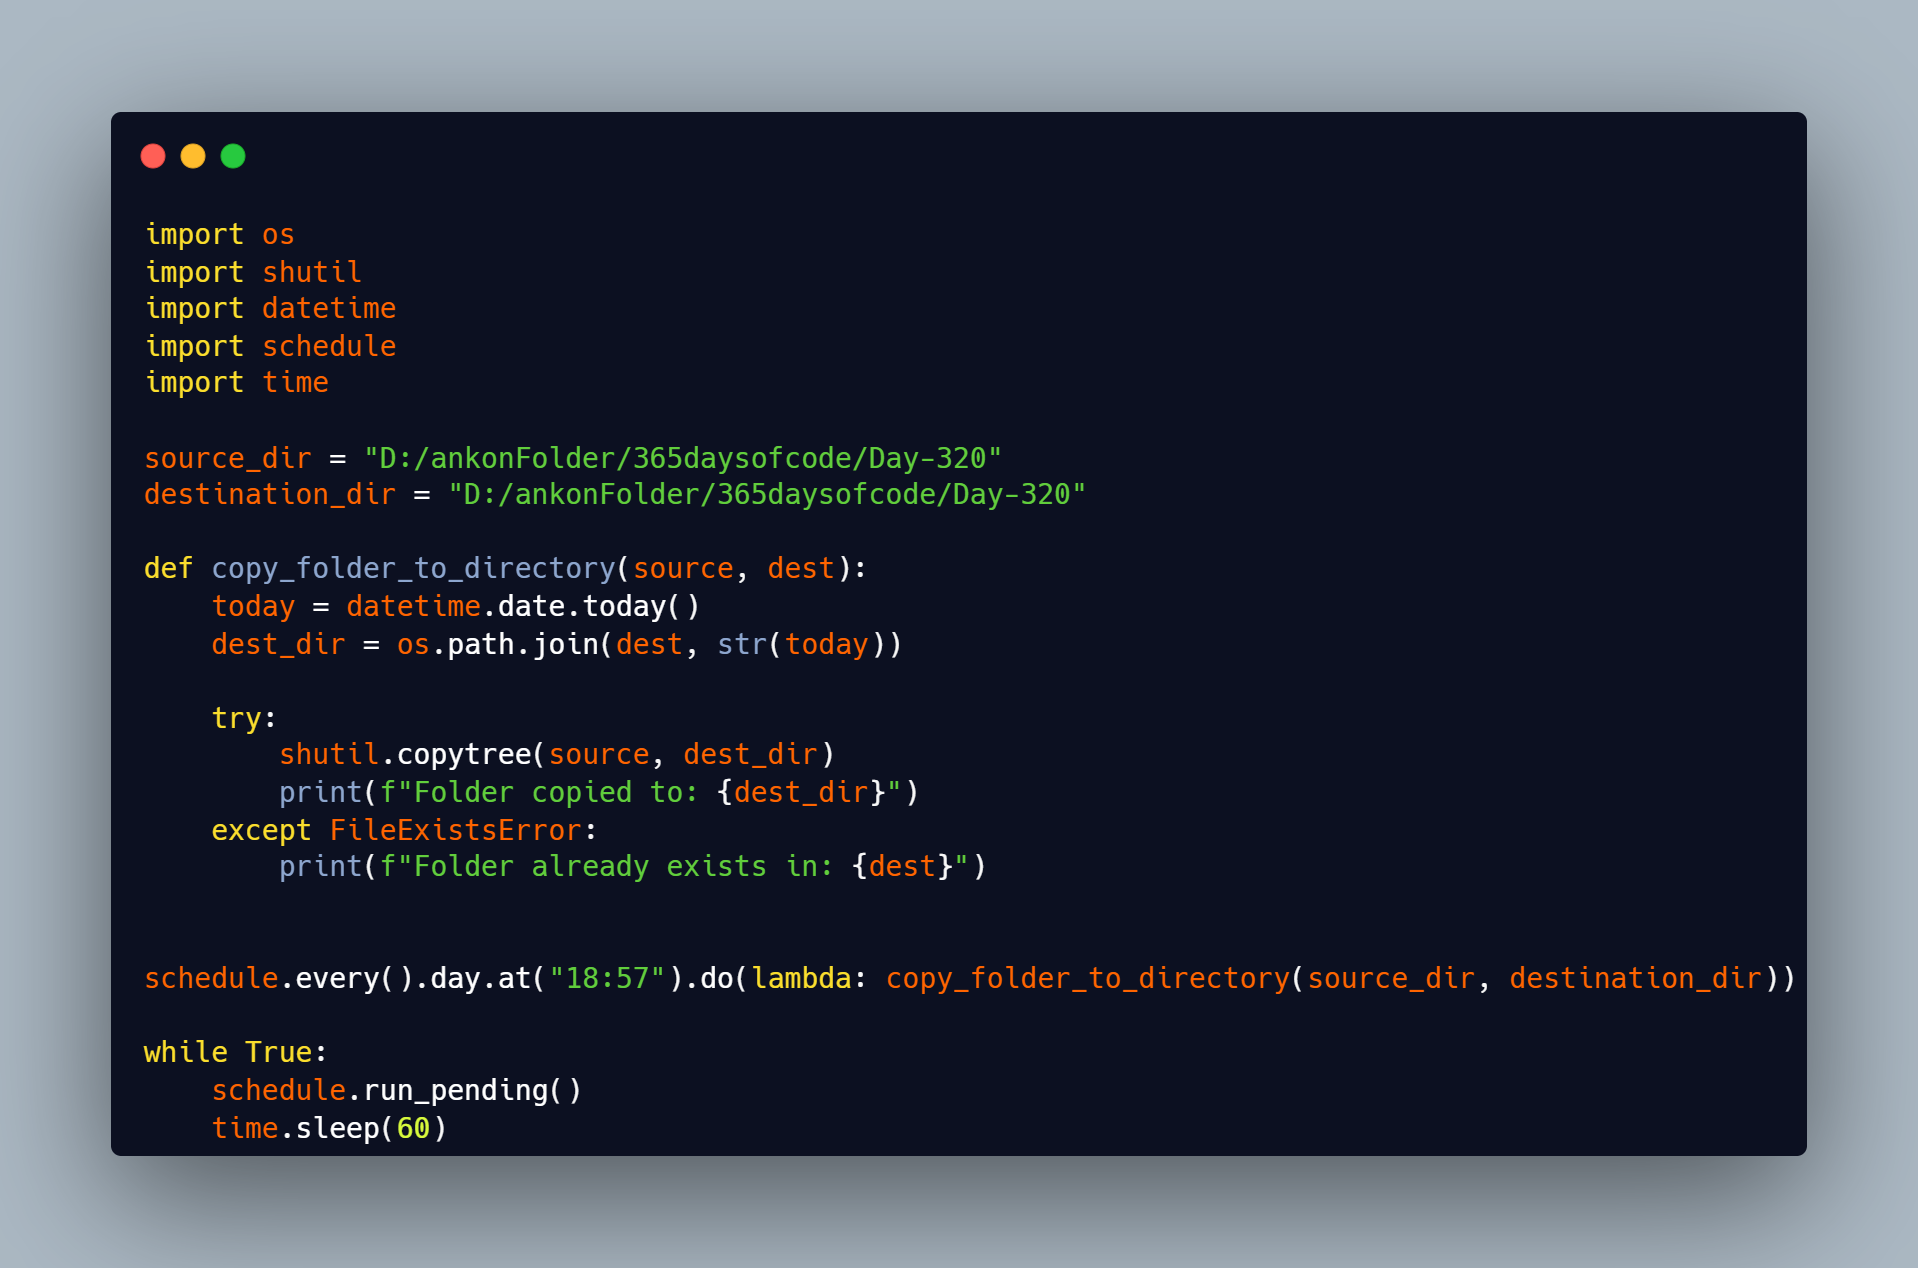 import os
import shutil
import datetime
import schedule
import time

source_dir = "D:/ankonFolder/365daysofcode/Day-320"
destination_dir = "D:/ankonFolder/365daysofcode/Day-320"

def copy_folder_to_directory(source, dest):
    today = datetime.date.today()
    dest_dir = os.path.join(dest, str(today))

    try:
        shutil.copytree(source, dest_dir)
        print(f"Folder copied to: {dest_dir}")
    except FileExistsError:
        print(f"Folder already exists in: {dest}")


schedule.every().day.at("18:57").do(lambda: copy_folder_to_directory(source_dir, destination_dir))

while True:
    schedule.run_pending()
    time.sleep(60)